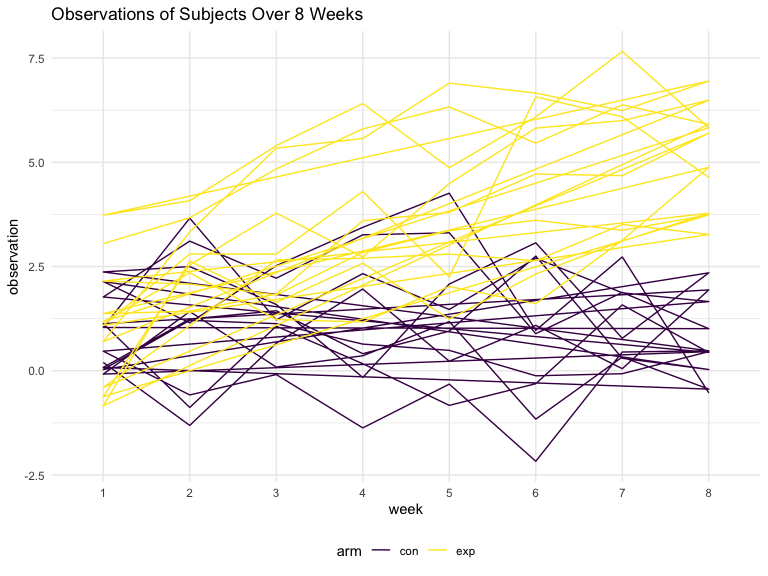 Observations of Subjects Over 8 Weeks
7.5
5.0
2.5
0.0
-2.5
observation
1 2 3 4 5 6 7 8
week
arm con exp